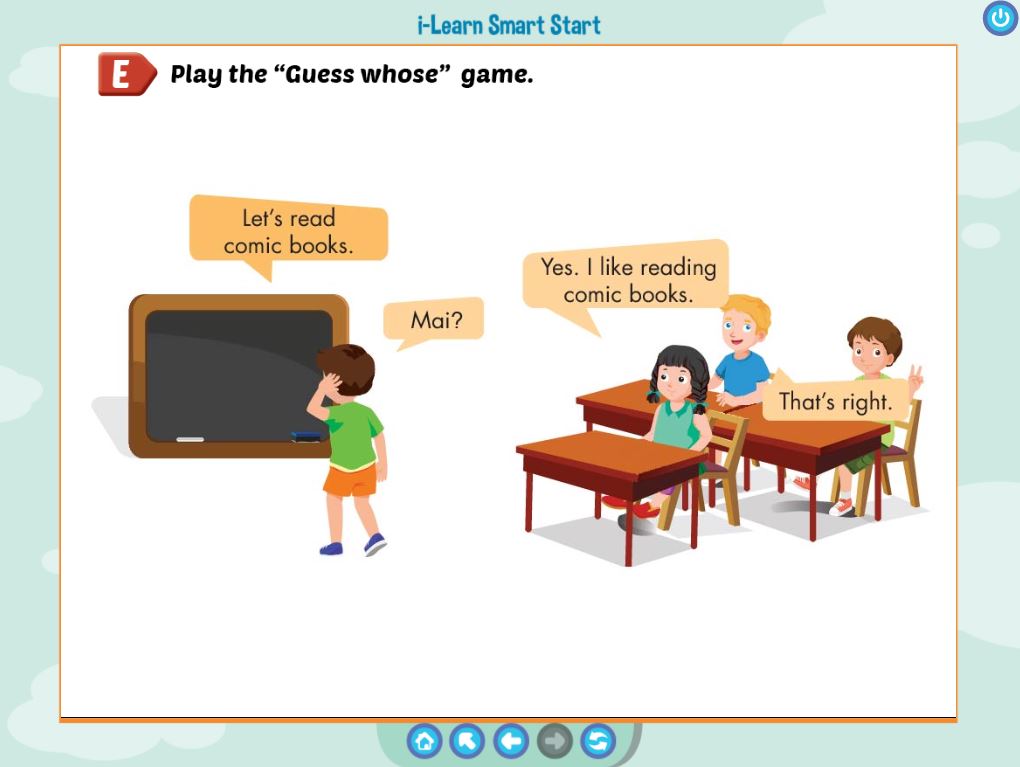 i-Learn Smart Start
E Play the “Guess whose” game.
Let's read
comic books.
Mai?
Yes. I like reading
comic books.
That's right.